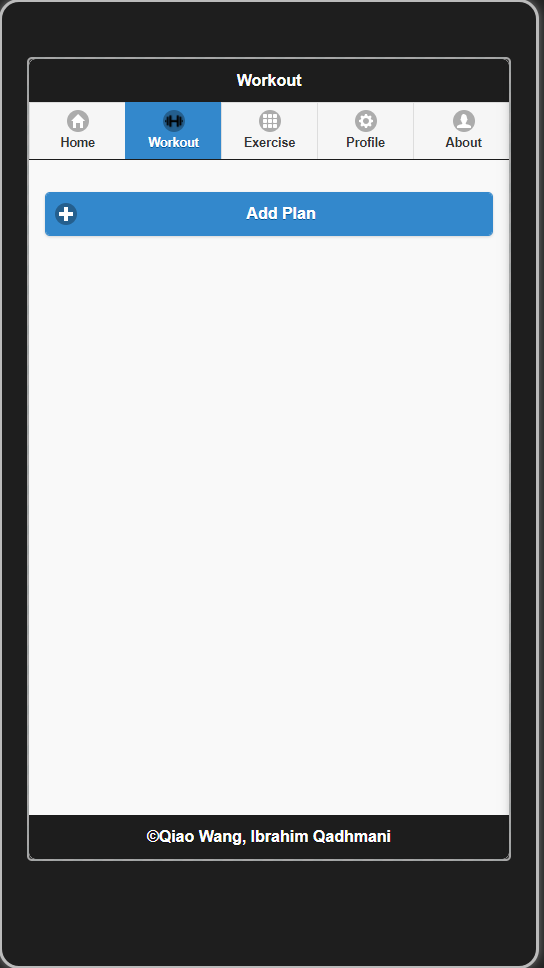 Workout
Home Workout Exercise Profile About
Add Plan
©Qiao Wang, Ibrahim Qadhmani